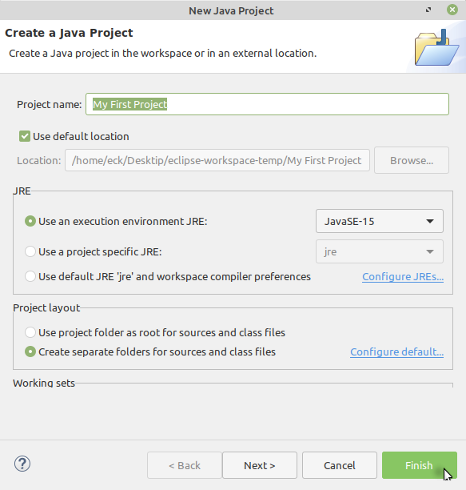 New Java Project
Create a Java Project
Create a Java project in the workspace or in an external location.
Project name: My First Project
Use default location
Location: /home/eck/Desktip/eclipse-workspace-temp/My First Project Browse...
JRE
Use an execution environment JRE: JavaSE-15
Use a project specific JRE: jre
Use default JRE 'jre' and workspace compiler preferences Configure JREs...
Project layout
Use project folder as root for sources and class files
Create separate folders for sources and class files Configure default...
Working sets
? < Back Next > Cancel Finish